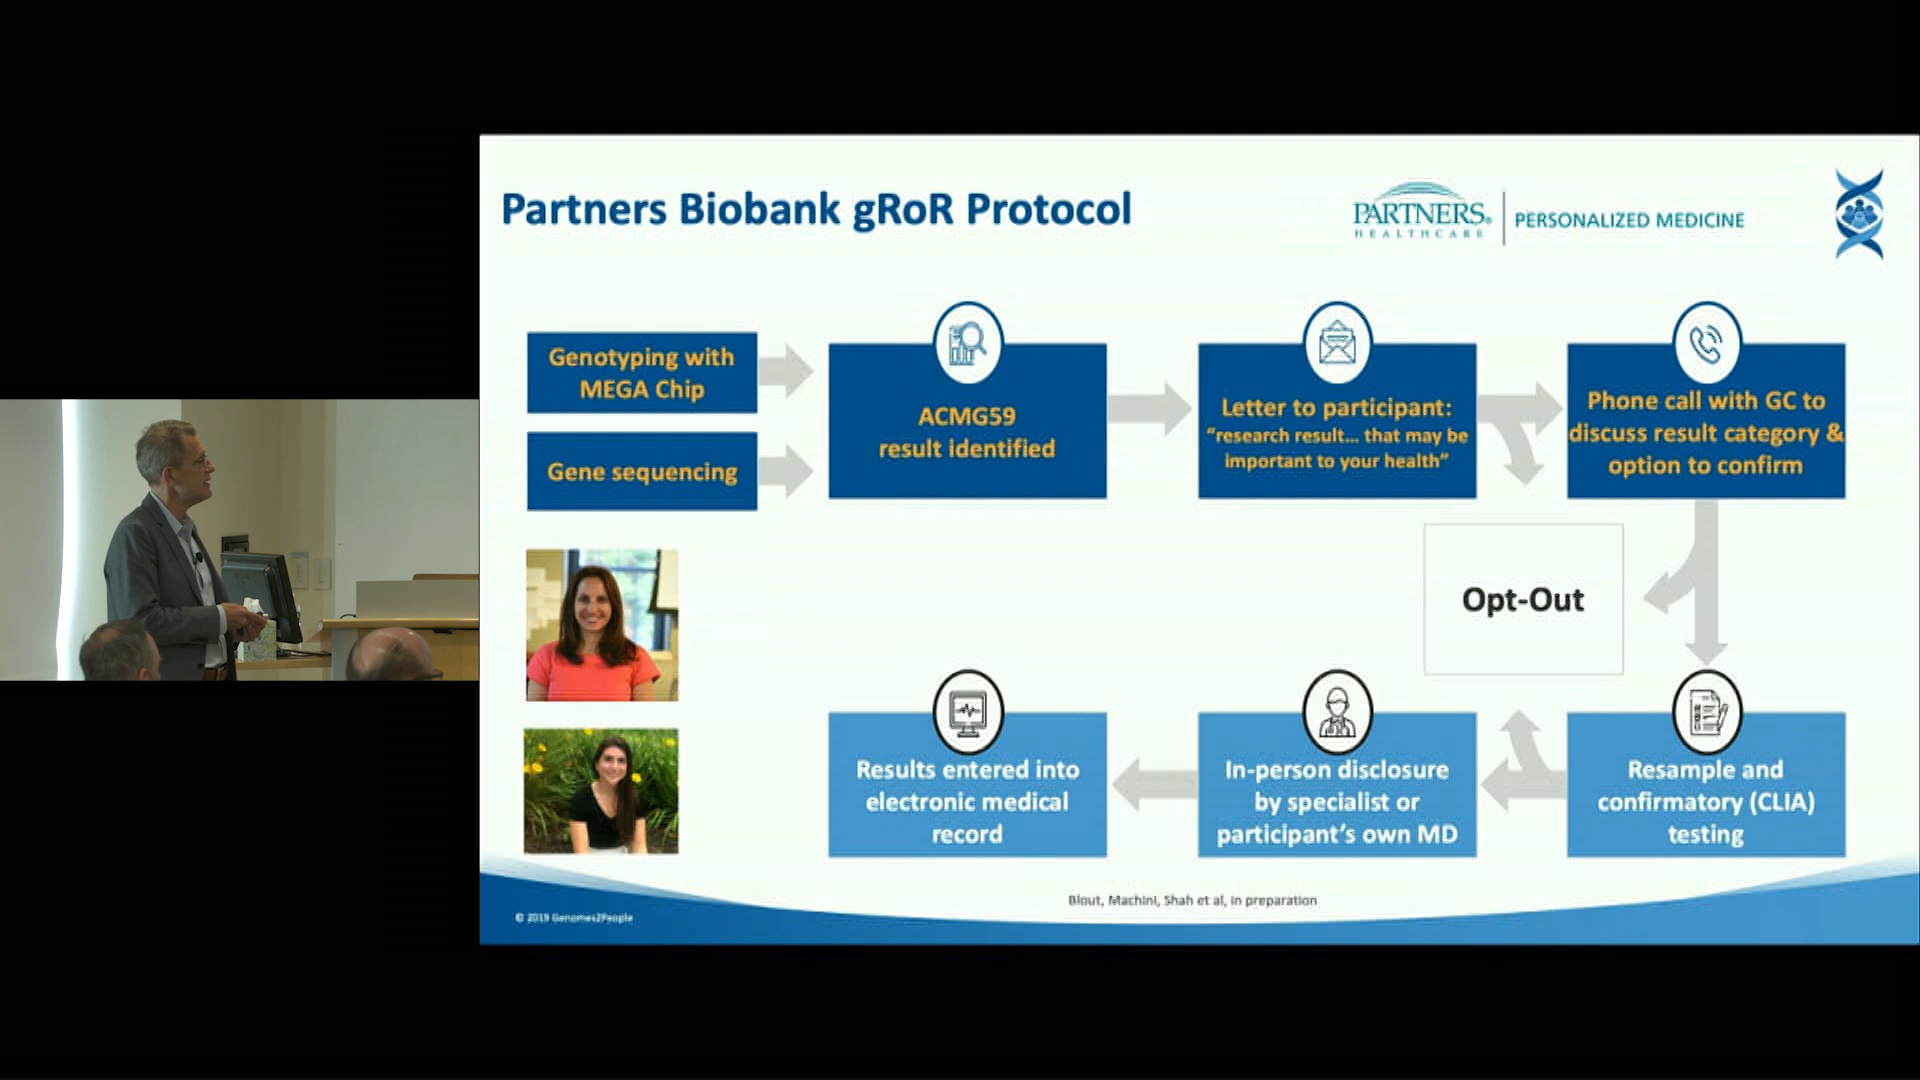 Partners Biobank gRoR Protocol
PARTNERS®
HEALTHCARE
PERSONALIZED MEDICINE
Genotyping with
MEGA Chip
Gene sequencing
ACMG59
result identified
Letter to participant:
“research result... that may be
important to your health”
Phone call with GC to
discuss result category &
option to confirm
Opt-Out
Results entered into
electronic medical
record
In-person disclosure
by specialist or
participant’s own MD
Resample and
confirmatory (CLIA)
testing
Blout, Machini, Shah et al, in preparation
© 2019 Genomes2People